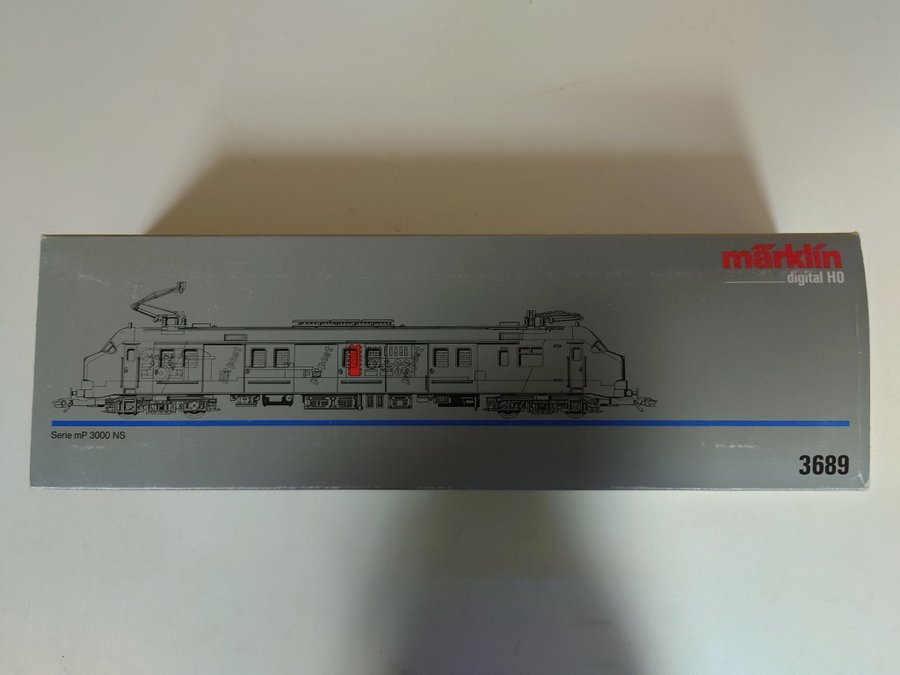 märklin
digital H0
Serie mP 3000 NS
3689